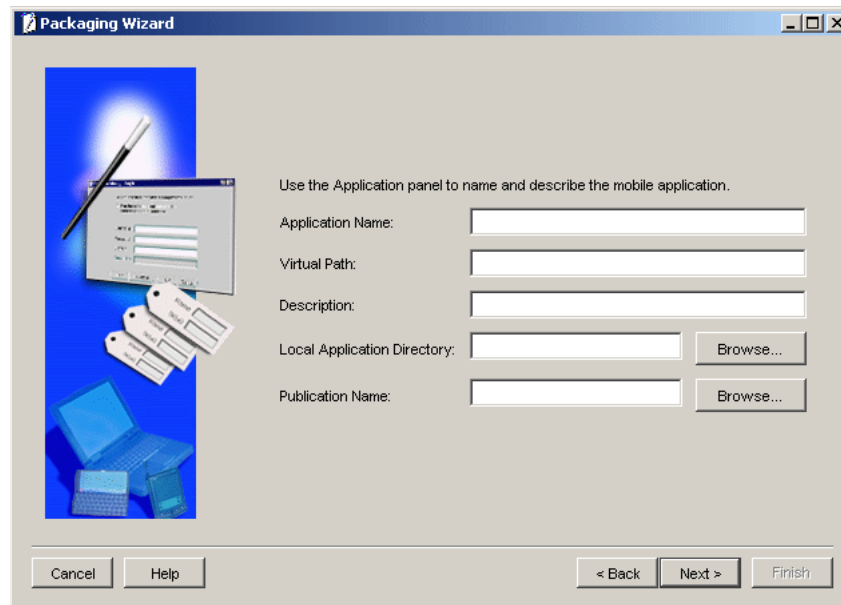 Packaging Wizard
Use the Application panel to name and describe the mobile application.
Application Name:
Virtual Path:
Description:
Local Application Directory:
Browse...
Publication Name:
Browse...
Cancel
Help
< Back
Next >
Finish